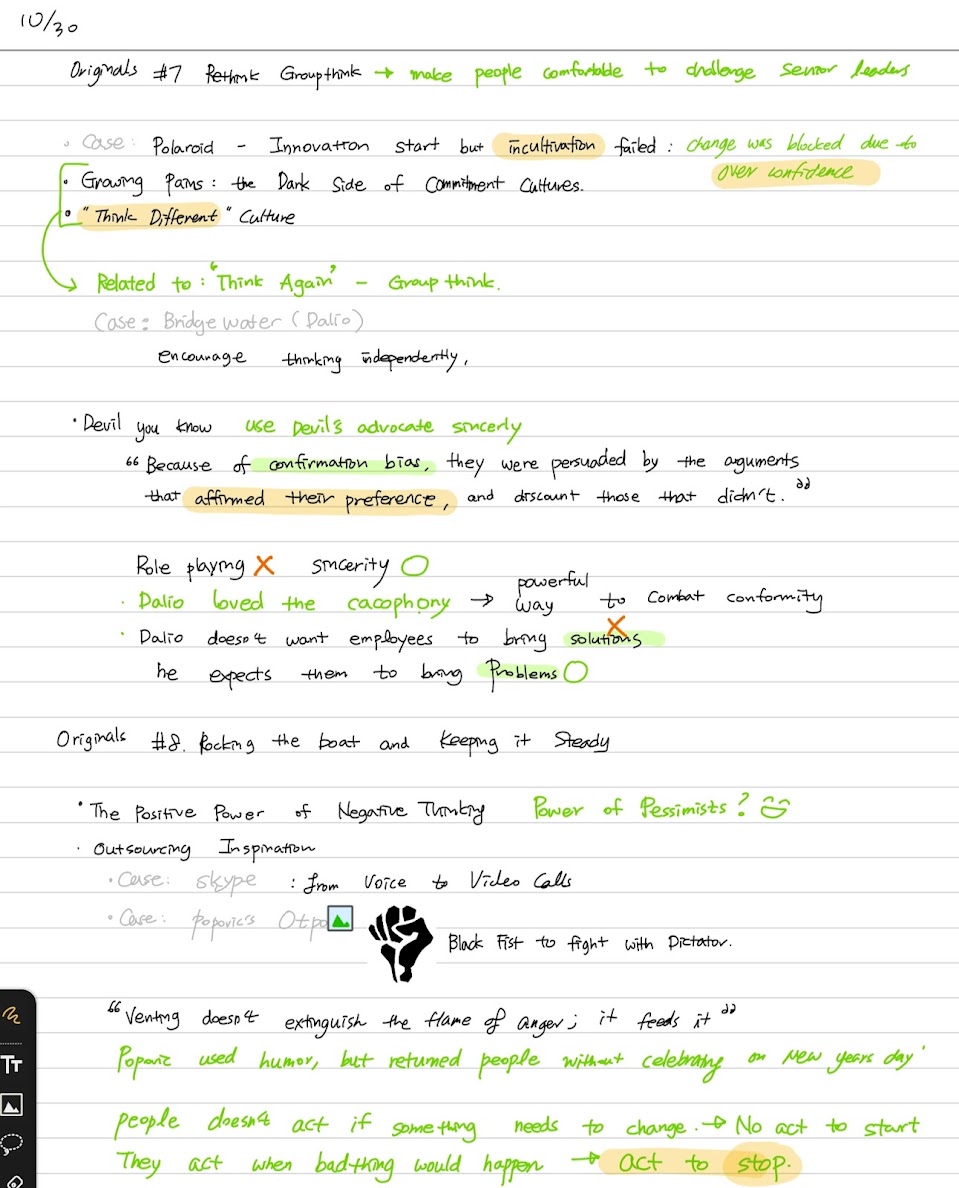 10/30
Originals #7 Rethink Groupthink → make people comfortable to challenge senior leaders
Case: Polaroid - Innovation start but incultivation failed : change was blocked due to
over confidence
• Growing Pains : the Dark Side of Commitment Cultures.
• "Think Different" Culture
Related to : "Think Again" - Group think.
Case: Bridgewater (Dalio)
encourage thinking independently,
• Devil you know use Devil's advocate sincerly
"Because of confirmation bias, they were persuaded by the arguments
that affirmed their preference, and discount those that didn't."
Role playing X sincerity O
• Dalio loved the cacophony → powerful way to combat conformity
• Dalio doesn't want employees to bring solutions X
he expects them to bring Problems O
Originals #8. Rocking the boat and Keeping it Steady
• The Positive Power of Negative Thinking Power of Pessimists?
• Outsourcing Inspiration
• Case: skype : from Voice to Video Calls
• Case: Popovic's Otpo
Black Fist to fight with Dictator.
"Venting doesn't extinguish the flame of anger; it feeds it"
Popovic used humor, but returned people without celebrating on New years day
people doesn't act if something needs to change. → No act to start
They act when badthing would happen → act to stop.
TT